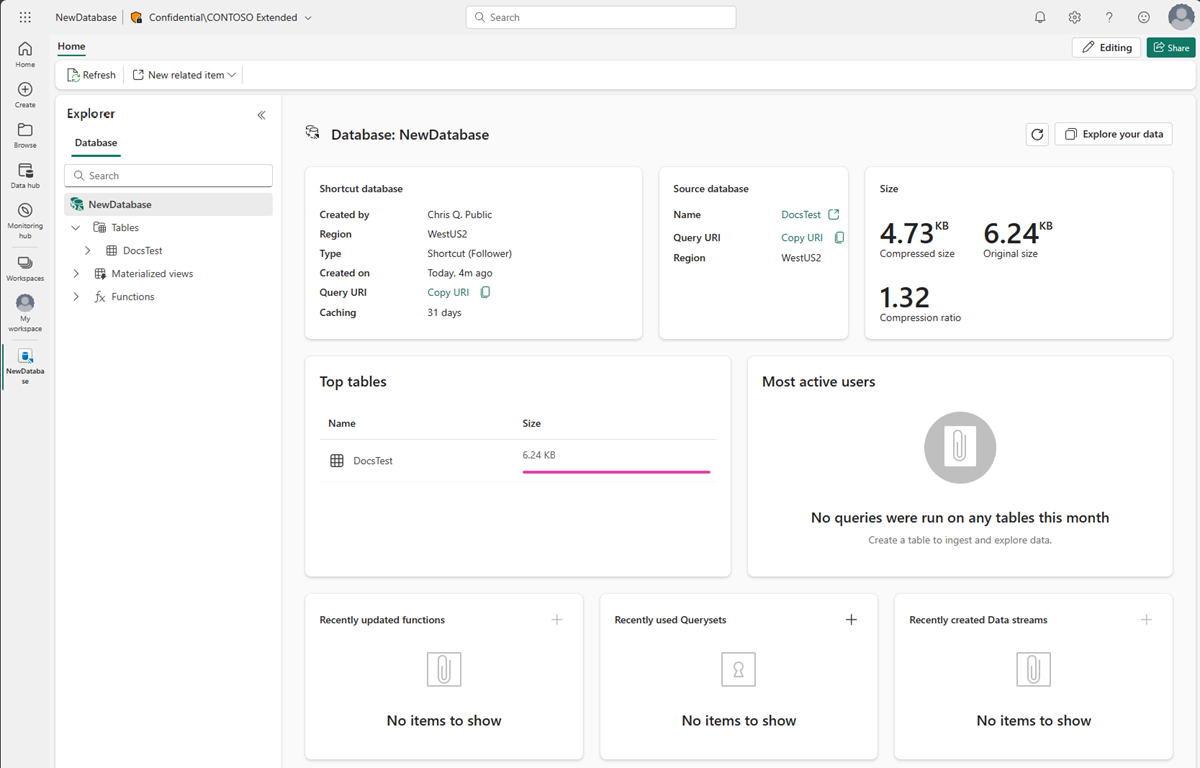 NewDatabase
Confidential\CONTOSO Extended
Search
Home
Editing
Share
Refresh
New related item
Home
Create
Browse
Data hub
Monitoring
hub
Workspaces
My
workspace
NewDataba
se
Explorer
Database
Search
NewDatabase
Tables
DocsTest
Materialized views
fx Functions
Database: NewDatabase
Explore your data
Shortcut database
Created by Chris Q. Public
Region WestUS2
Type Shortcut (Follower)
Created on Today, 4m ago
Query URI Copy URI
Caching 31 days
Source database
Name DocsTest
Query URI Copy URI
Region WestUS2
Size
4.73 KB 6.24 KB
Compressed size Original size
1.32
Compression ratio
Top tables
Name Size
DocsTest 6.24 KB
Most active users
No queries were run on any tables this month
Create a table to ingest and explore data.
Recently updated functions
No items to show
Recently used Querysets
No items to show
Recently created Data streams
No items to show